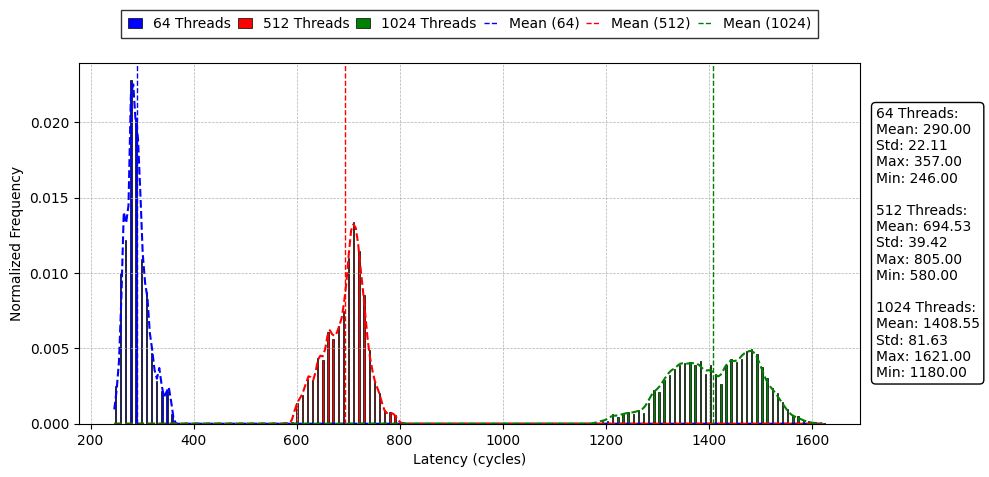 64 Threads 512 Threads 1024 Threads Mean (64) Mean (512) Mean (1024)
0.020
0.015
0.010
0.005
0.000
Normalized Frequency
200 400 600 800 1000 1200 1400 1600
Latency (cycles)
64 Threads:
Mean: 290.00
Std: 22.11
Max: 357.00
Min: 246.00
512 Threads:
Mean: 694.53
Std: 39.42
Max: 805.00
Min: 580.00
1024 Threads:
Mean: 1408.55
Std: 81.63
Max: 1621.00
Min: 1180.00